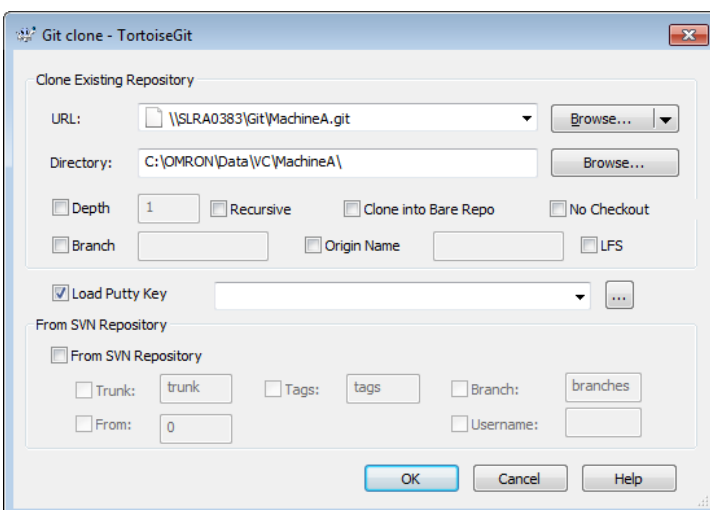 Git clone - TortoiseGit
Clone Existing Repository
URL: \\SLRA0383\Git\MachineA.git Browse...
Directory: C:\OMRON\Data\VC\MachineA\ Browse...
Depth 1 Recursive Clone into Bare Repo No Checkout
Branch Origin Name LFS
Load Putty Key ...
From SVN Repository
From SVN Repository
Trunk: trunk Tags: tags Branch: branches
From: 0 Username:
OK Cancel Help